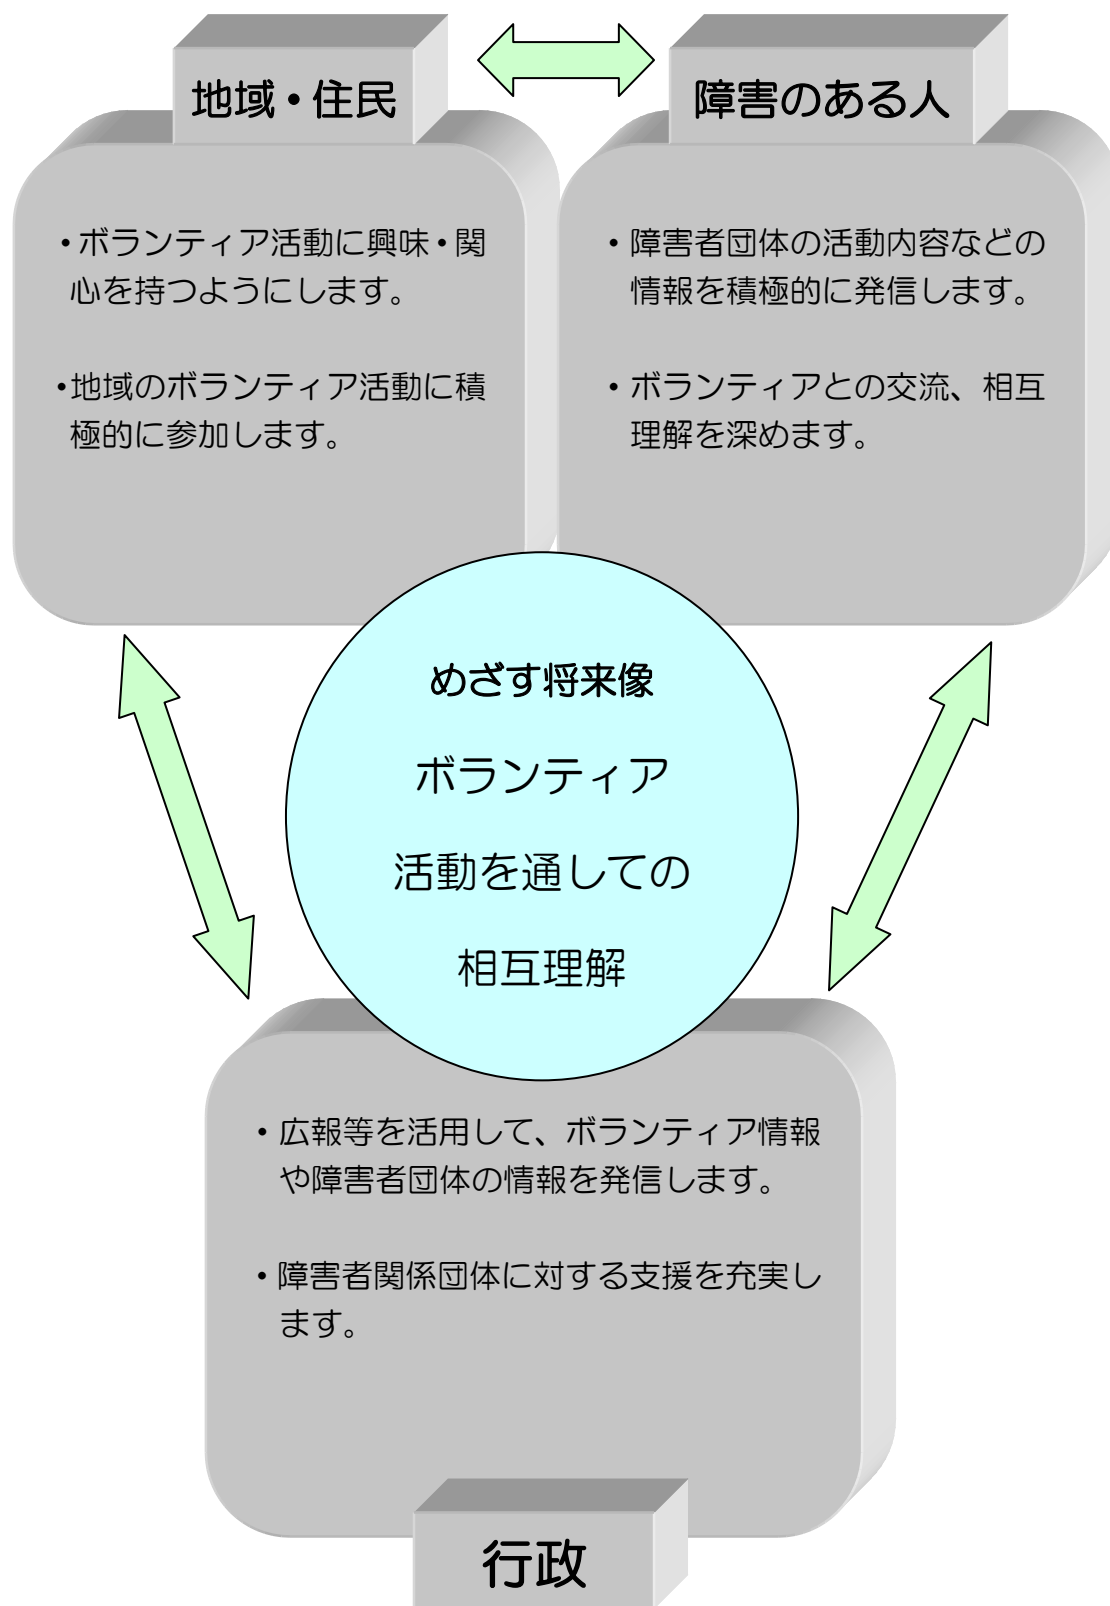 地域・住民
・ボランティア活動に興味・関
心を持つようにします。
・地域のボランティア活動に積
極的に参加します。
障害のある人
・障害者団体の活動内容などの
情報を積極的に発信します。
・ボランティアとの交流、相互
理解を深めます。
めざす将来像
ボランティア
活動を通しての
相互理解
・広報等を活用して、ボランティア情報
や障害者団体の情報を発信します。
・障害者関係団体に対する支援を充実し
ます。
行政